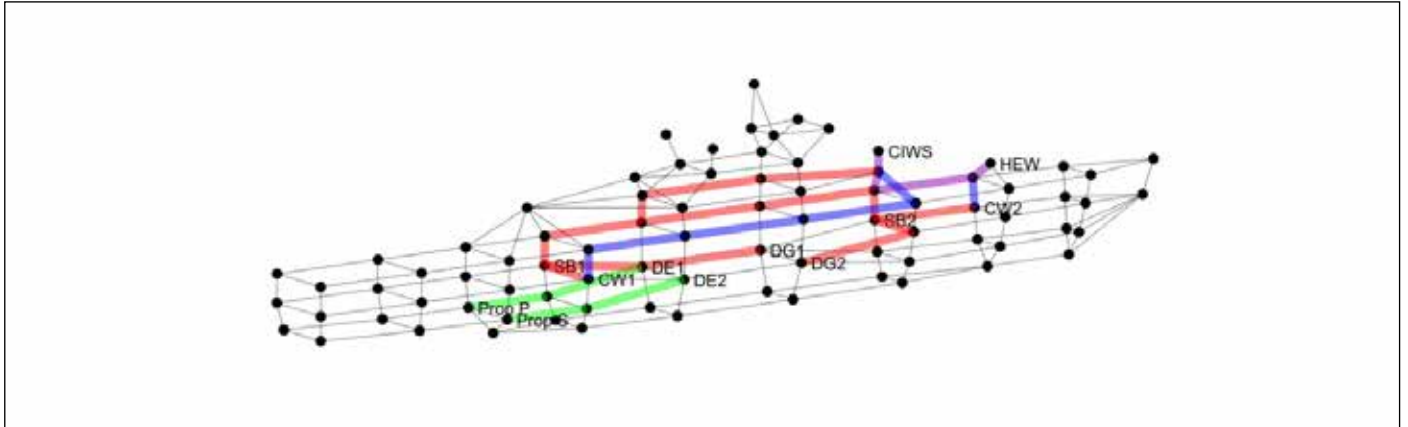 CIWS
HEW
CW2
SB2
DG1
DG2
SB1
DE1
CW1
DE2
Prop P
Prop S